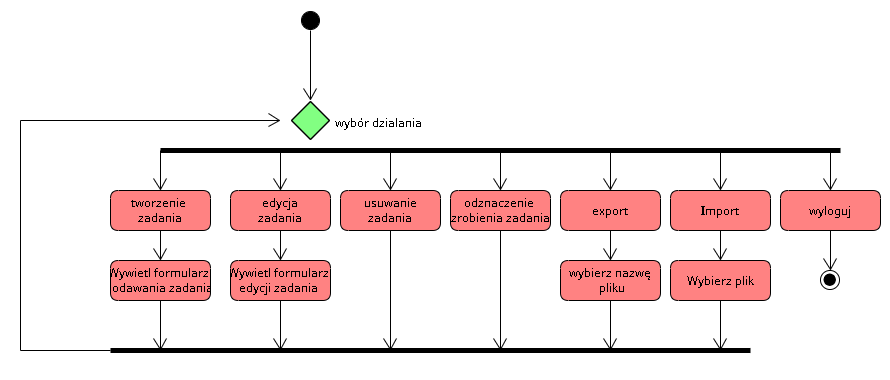 wybór dzialania
tworzenie
zadania
edycja
zadania
usuwanie
zadania
odznaczenie
zrobienia zadania
export
Import
wyloguj
Wywietl formularz
odawania zadania
Wywietl formularz
edycji zadania
wybierz nazwę
pliku
Wybierz plik